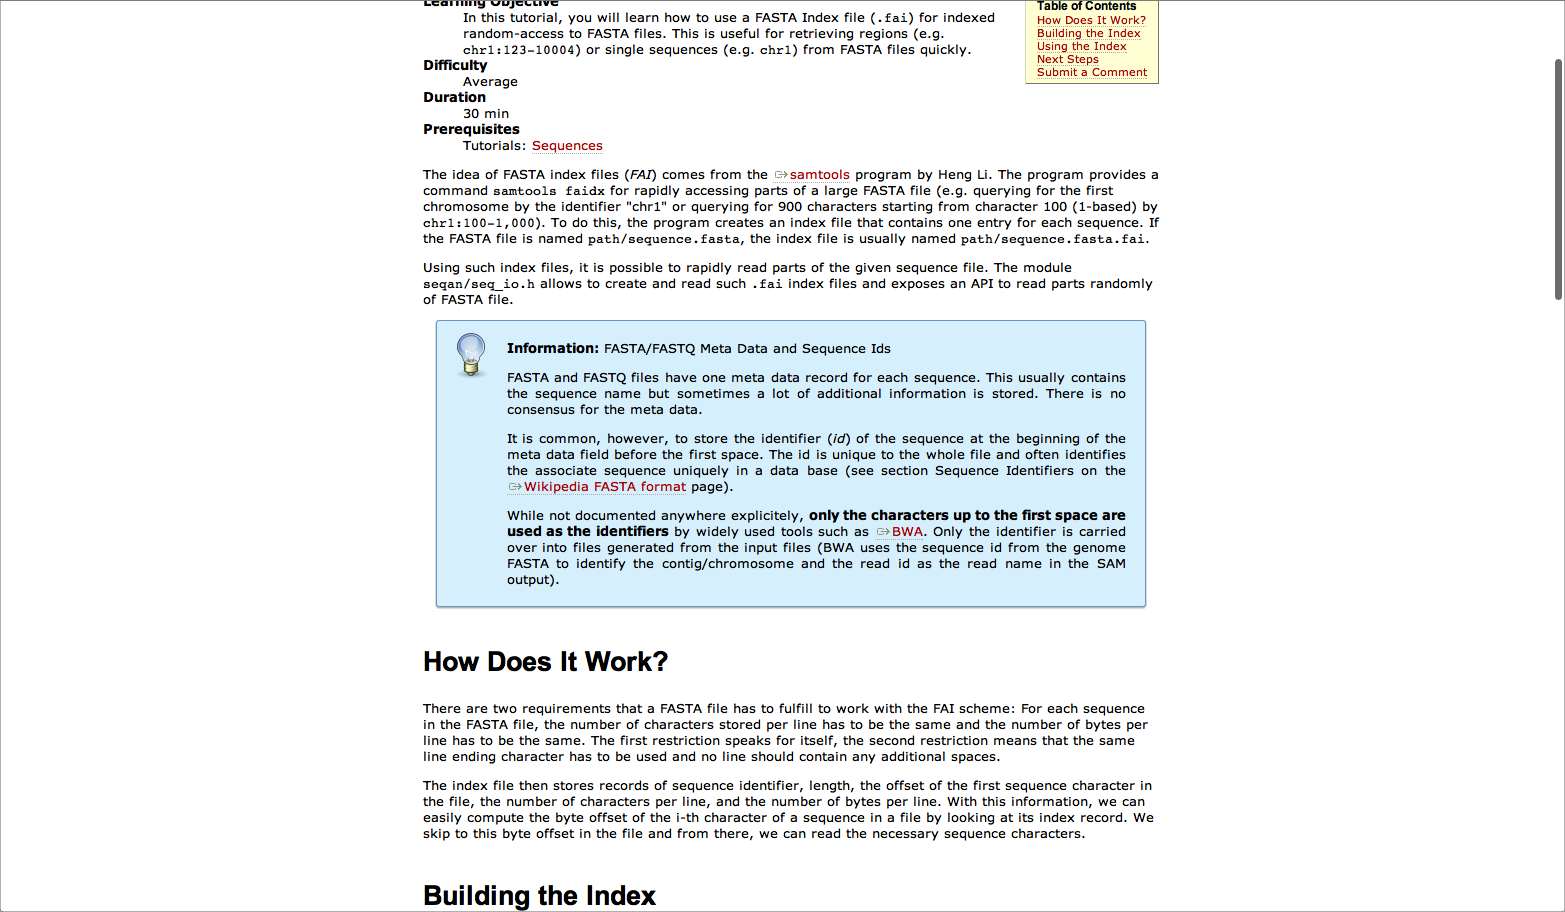 Learning Objective
In this tutorial, you will learn how to use a FASTA Index file (.fai) for indexed
random-access to FASTA files. This is useful for retrieving regions (e.g.
chr1:123-10004) or single sequences (e.g. chr1) from FASTA files quickly.
Difficulty
Average
Duration
30 min
Prerequisites
Tutorials: Sequences
Table of Contents
How Does It Work?
Building the Index
Using the Index
Next Steps
Submit a Comment
The idea of FASTA index files (FAI) comes from the samtools program by Heng Li. The program provides a
command samtools faidx for rapidly accessing parts of a large FASTA file (e.g. querying for the first
chromosome by the identifier "chr1" or querying for 900 characters starting from character 100 (1-based) by
chr1:100-1,000). To do this, the program creates an index file that contains one entry for each sequence. If
the FASTA file is named path/sequence.fasta, the index file is usually named path/sequence.fasta.fai.
Using such index files, it is possible to rapidly read parts of the given sequence file. The module
seqan/seq_io.h allows to create and read such .fai index files and exposes an API to read parts randomly
of FASTA file.
Information: FASTA/FASTQ Meta Data and Sequence Ids
FASTA and FASTQ files have one meta data record for each sequence. This usually contains
the sequence name but sometimes a lot of additional information is stored. There is no
consensus for the meta data.
It is common, however, to store the identifier (id) of the sequence at the beginning of the
meta data field before the first space. The id is unique to the whole file and often identifies
the associate sequence uniquely in a data base (see section Sequence Identifiers on the
Wikipedia FASTA format page).
While not documented anywhere explicitely, only the characters up to the first space are
used as the identifiers by widely used tools such as BWA. Only the identifier is carried
over into files generated from the input files (BWA uses the sequence id from the genome
FASTA to identify the contig/chromosome and the read id as the read name in the SAM
output).
How Does It Work?
There are two requirements that a FASTA file has to fulfill to work with the FAI scheme: For each sequence
in the FASTA file, the number of characters stored per line has to be the same and the number of bytes per
line has to be the same. The first restriction speaks for itself, the second restriction means that the same
line ending character has to be used and no line should contain any additional spaces.
The index file then stores records of sequence identifier, length, the offset of the first sequence character in
the file, the number of characters per line, and the number of bytes per line. With this information, we can
easily compute the byte offset of the i-th character of a sequence in a file by looking at its index record. We
skip to this byte offset in the file and from there, we can read the necessary sequence characters.
Building the Index